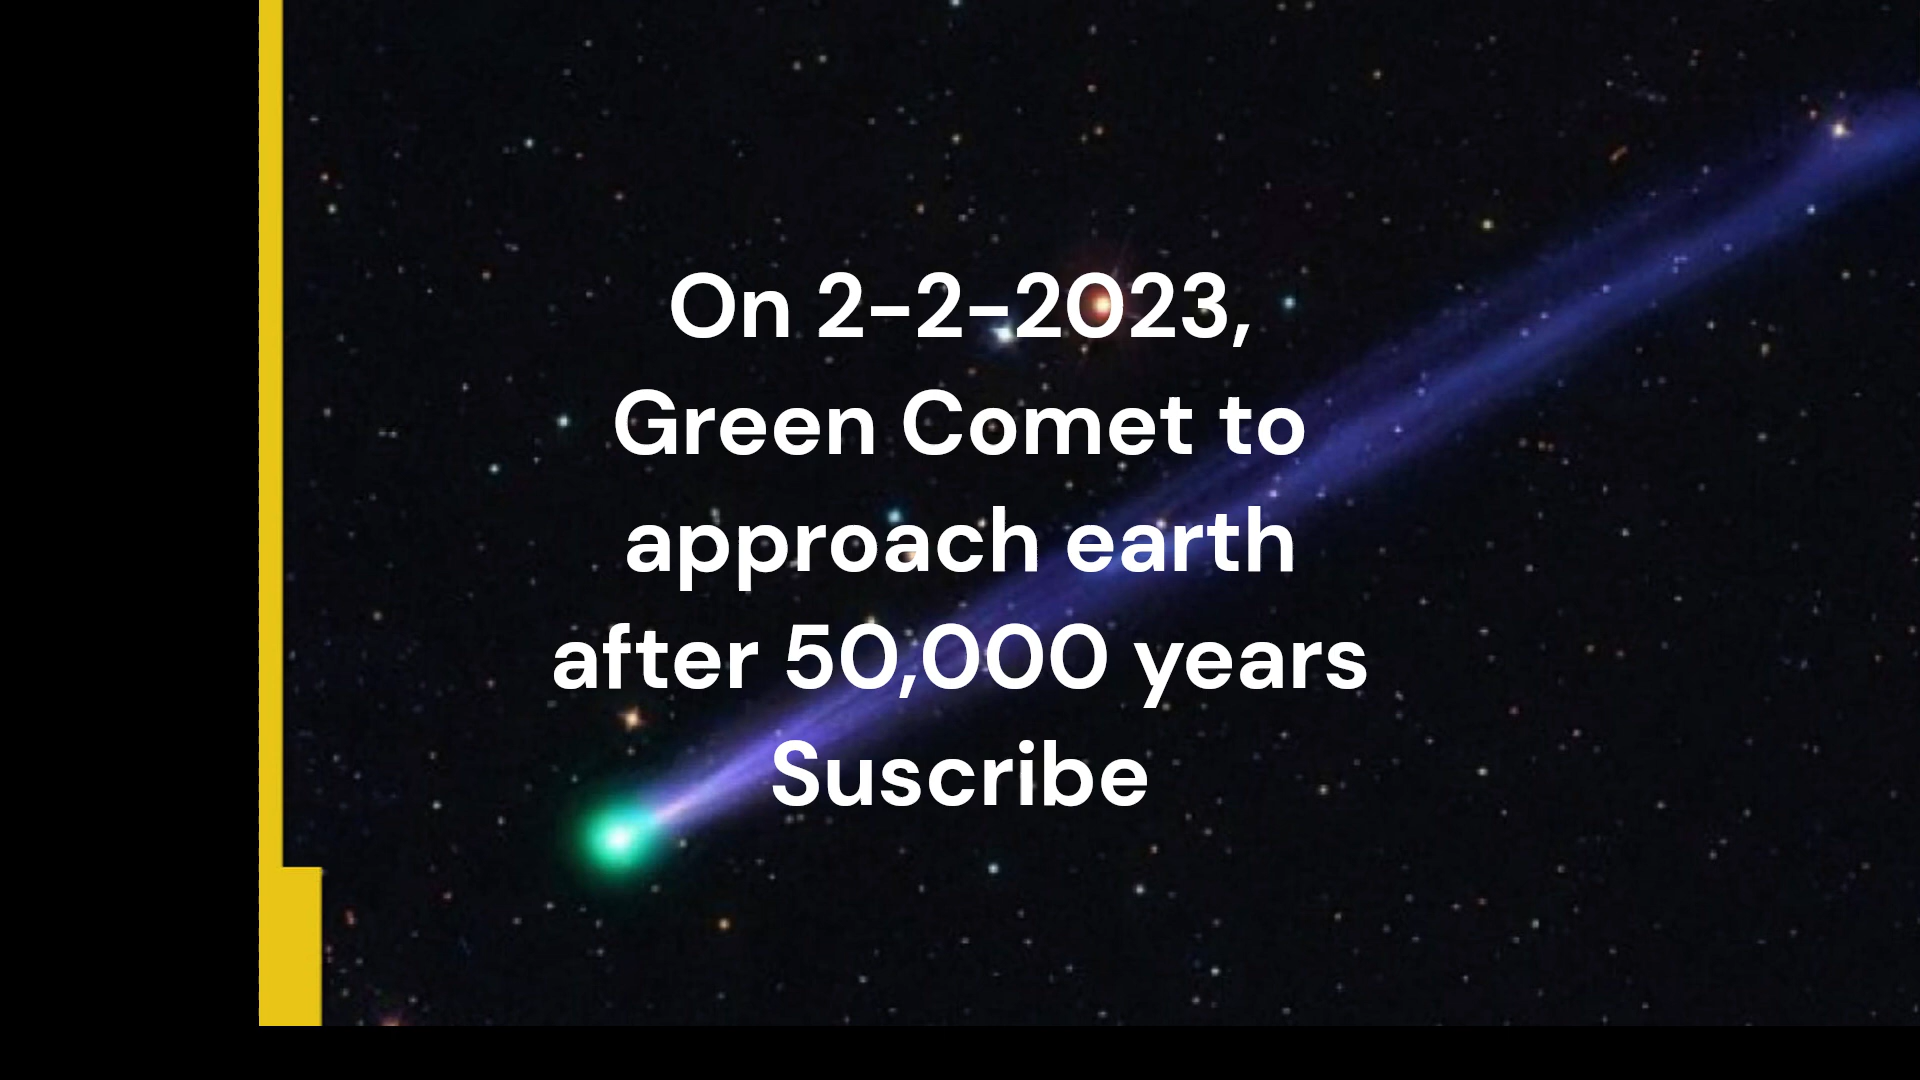 On 2-2-2023,
Green Comet to
approach earth
after 50,000 years
Suscribe